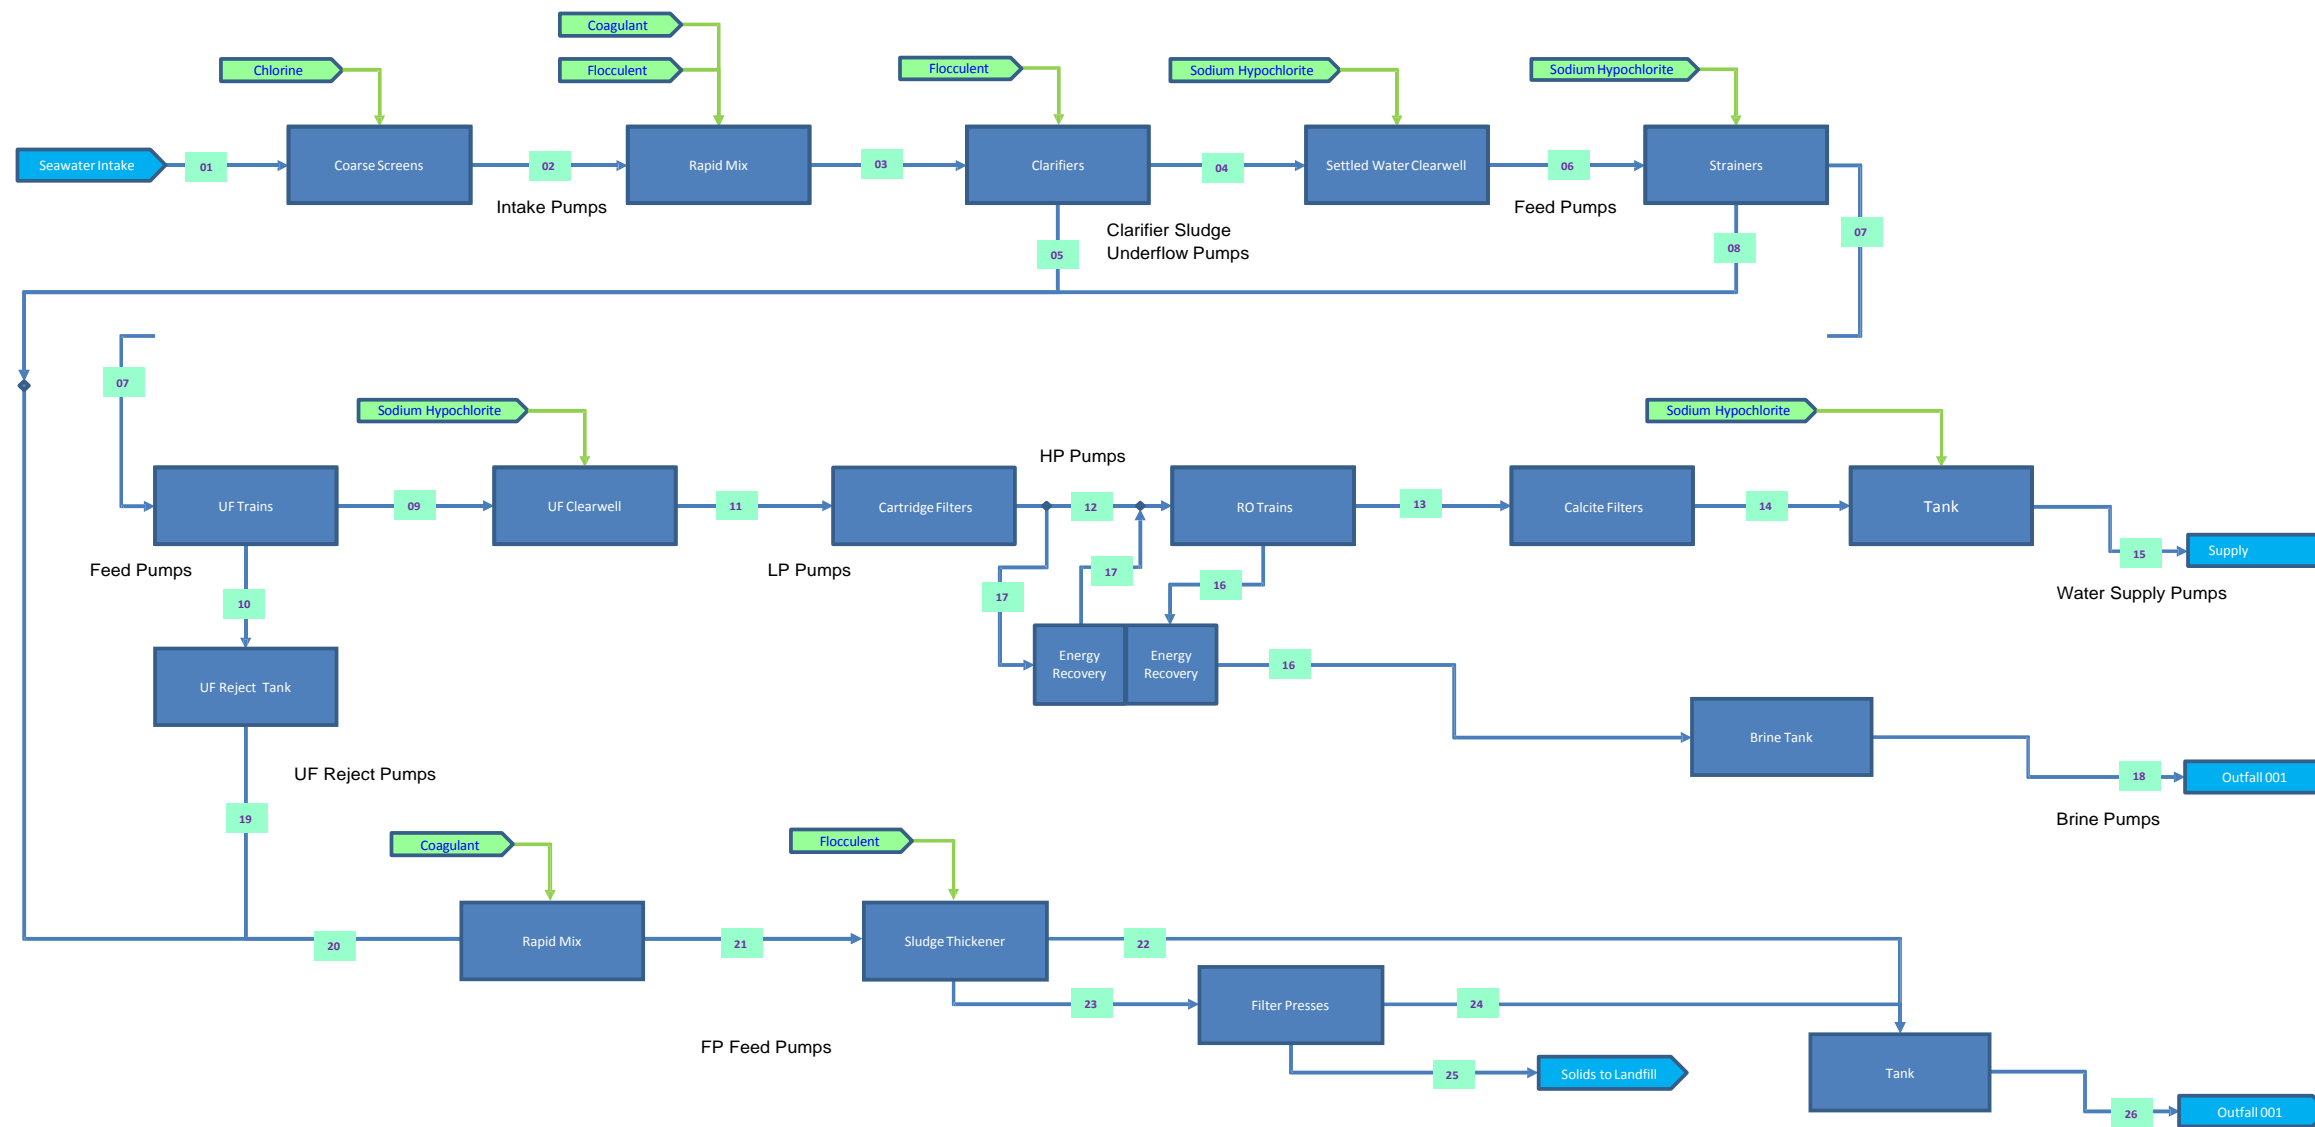 Coagulant
Chlorine
Flocculent
Flocculent
Sodium Hypochlorite
Sodium Hypochlorite
Seawater Intake
01
Coarse Screens
02
Rapid Mix
03
Clarifiers
04
Settled Water Clearwell
06
Strainers
Intake Pumps
Feed Pumps
Clarifier Sludge
Underflow Pumps
05
08
07
07
Sodium Hypochlorite
Sodium Hypochlorite
HP Pumps
UF Trains
09
UF Clearwell
11
Cartridge Filters
12
RO Trains
13
Calcite Filters
14
Tank
15
Supply
Feed Pumps
LP Pumps
17
17
16
Water Supply Pumps
10
UF Reject Tank
Energy
Recovery
Energy
Recovery
16
Brine Tank
UF Reject Pumps
18
Outfall 001
19
Brine Pumps
Coagulant
Flocculent
20
Rapid Mix
21
Sludge Thickener
22
23
Filter Presses
24
FP Feed Pumps
25
Solids to Landfill
Tank
26
Outfall 001